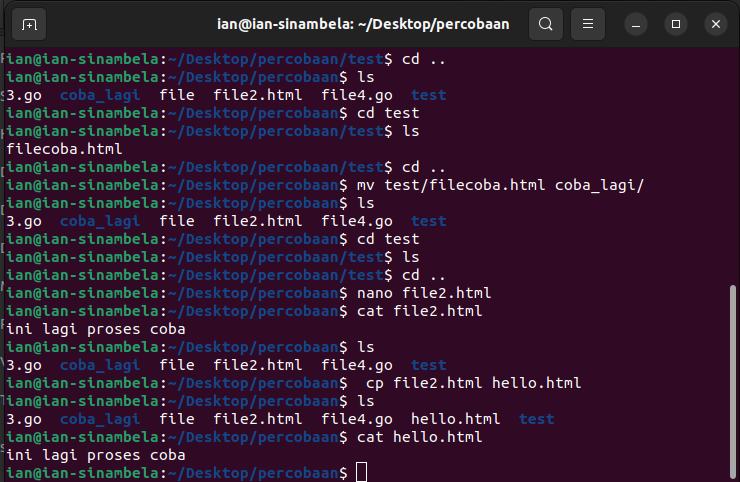 ian@ian-sinambela: ~/Desktop/percobaan
ian@ian-sinambela:~/Desktop/percobaan/test$ cd ..
ian@ian-sinambela:~/Desktop/percobaan$ ls
3.go  coba_lagi  file  file2.html  file4.go  test
ian@ian-sinambela:~/Desktop/percobaan$ cd test
ian@ian-sinambela:~/Desktop/percobaan/test$ ls
filecoba.html
ian@ian-sinambela:~/Desktop/percobaan/test$ cd ..
ian@ian-sinambela:~/Desktop/percobaan$ mv test/filecoba.html coba_lagi/
ian@ian-sinambela:~/Desktop/percobaan$ ls
3.go  coba_lagi  file  file2.html  file4.go  test
ian@ian-sinambela:~/Desktop/percobaan$ cd test
ian@ian-sinambela:~/Desktop/percobaan/test$ ls
ian@ian-sinambela:~/Desktop/percobaan/test$ cd ..
ian@ian-sinambela:~/Desktop/percobaan$ nano file2.html
ian@ian-sinambela:~/Desktop/percobaan$ cat file2.html
ini lagi proses coba
ian@ian-sinambela:~/Desktop/percobaan$ ls
3.go  coba_lagi  file  file2.html  file4.go  test
ian@ian-sinambela:~/Desktop/percobaan$  cp file2.html hello.html
ian@ian-sinambela:~/Desktop/percobaan$ ls
3.go  coba_lagi  file  file2.html  file4.go  hello.html  test
ian@ian-sinambela:~/Desktop/percobaan$ cat hello.html
ini lagi proses coba
ian@ian-sinambela:~/Desktop/percobaan$